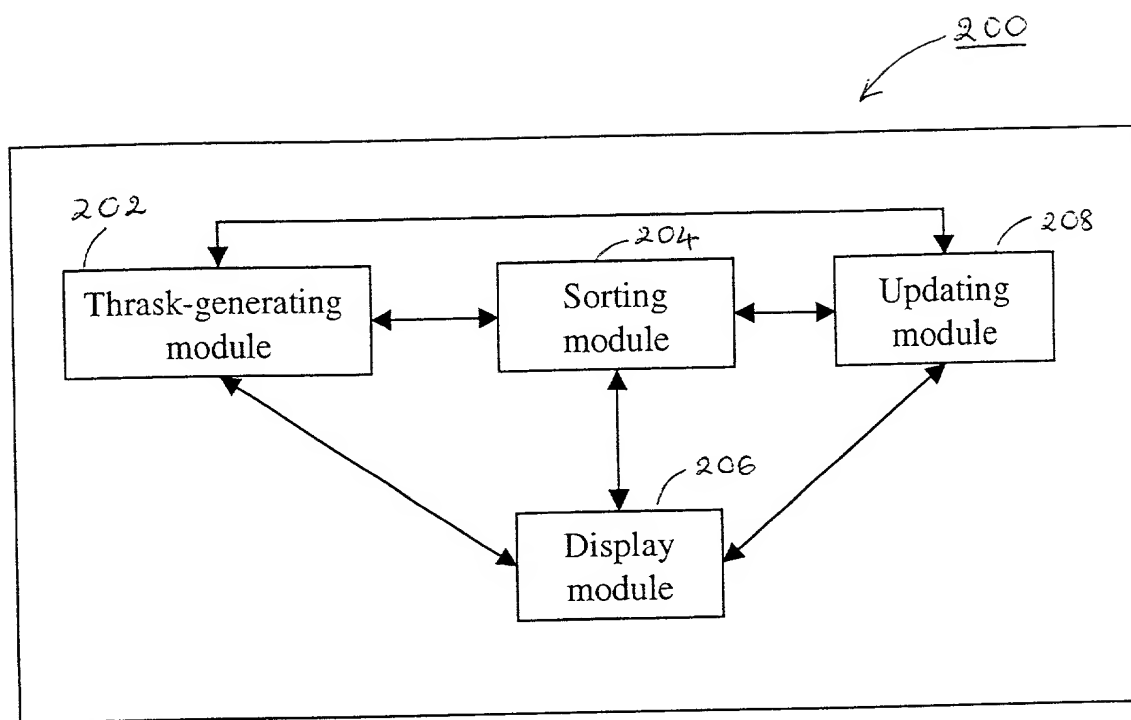 200
202
204
208
Thrask-generating
module
Sorting
module
Updating
module
206
Display
module